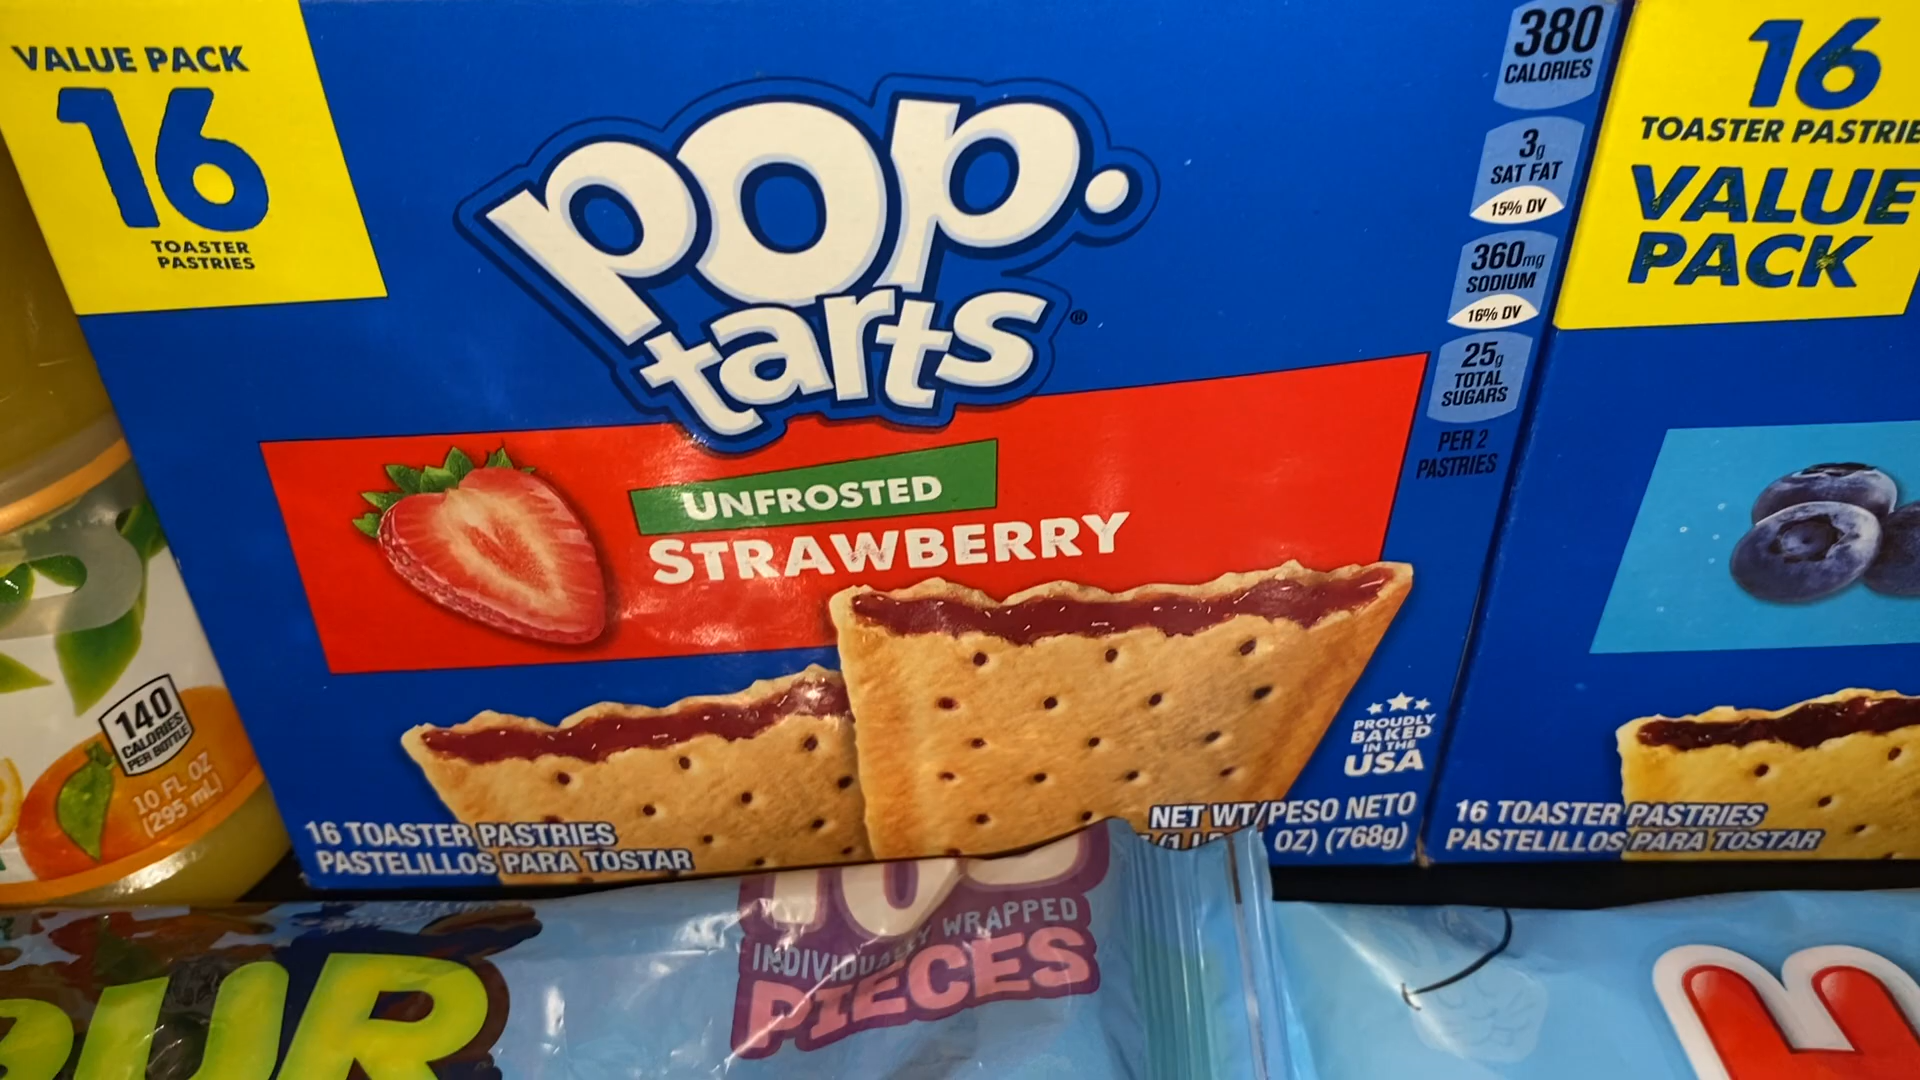 VALUE PACK
16
TOASTER
PASTRIES
pop.
tarts®
UNFROSTED
STRAWBERRY
380
CALORIES
3g
SAT FAT
15% DV
360mg
SODIUM
16% DV
25g
TOTAL
SUGARS
PER 2
PASTRIES
PROUDLY
BAKED
IN THE
USA
16 TOASTER PASTRIES
PASTELILLOS PARA TOSTAR
NET WT/PESO NETO
OZ) (768g)
16
TOASTER
VALUE
PACK
16 TOASTER PASTRIES
PASTELILLOS PARA TOSTAR
140
CALORIES
PER BOTTLE
10 FL OZ
(295 mL)
INDIVIDUALLY WRAPPED
PIECES